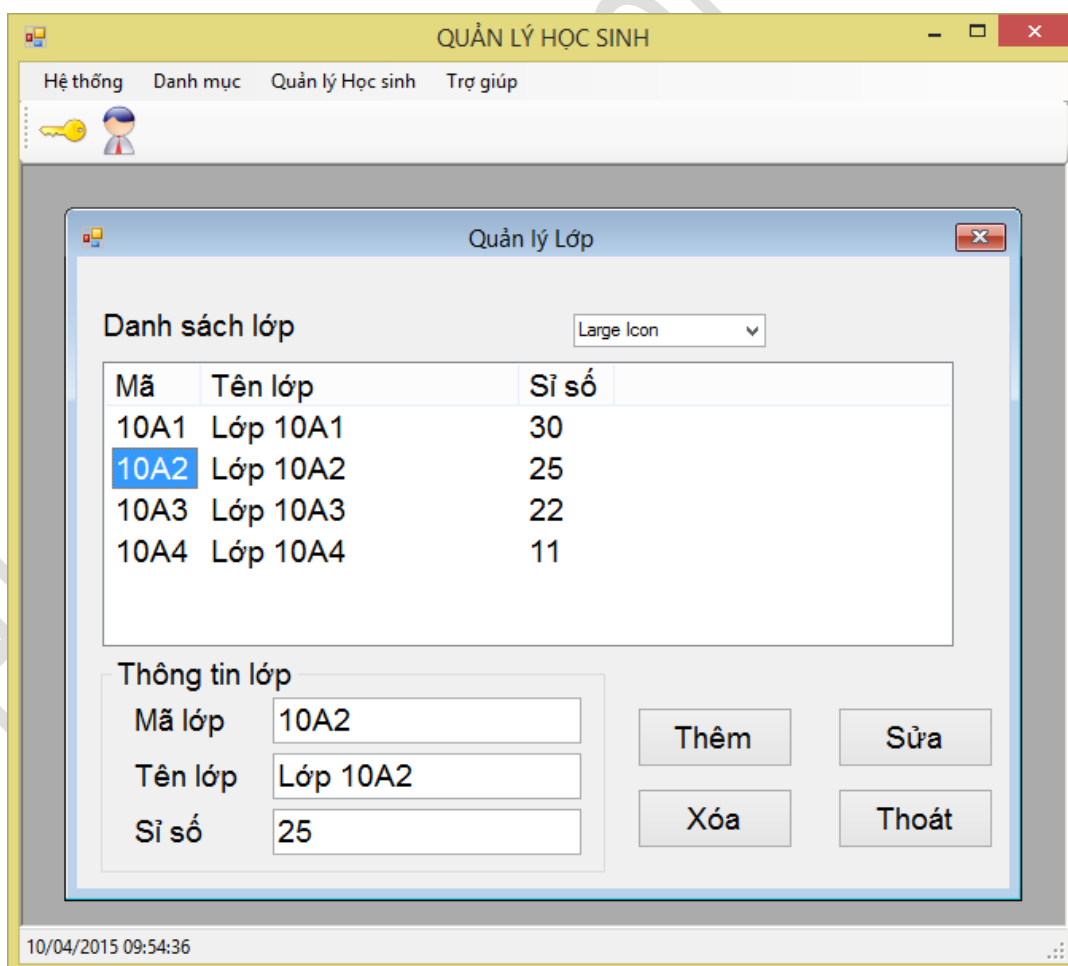 QUẢN LÝ HỌC SINH
Hệ thống Danh mục Quản lý Học sinh Trợ giúp
Quản lý Lớp
Danh sách lớp Large Icon
Mã Tên lớp Sỉ số
10A1 Lớp 10A1 30
10A2 Lớp 10A2 25
10A3 Lớp 10A3 22
10A4 Lớp 10A4 11
Thông tin lớp
Mã lớp 10A2
Thêm Sửa
Tên lớp Lớp 10A2
Sỉ số 25
Xóa Thoát
10/04/2015 09:54:36